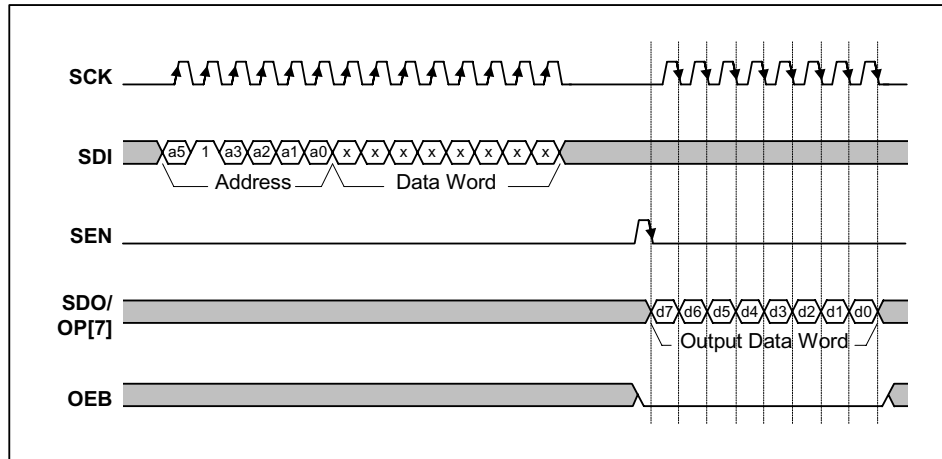 SCK
SDI
a5 1 a3 a2 a1 a0 x x x x x x x x
Address Data Word
SEN
SDO/
OP[7]
d7 d6 d5 d4 d3 d2 d1 d0
Output Data Word
OEB